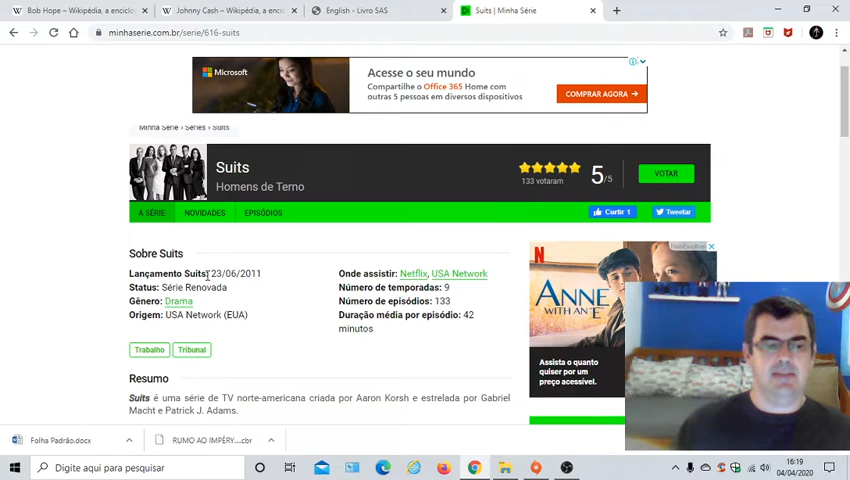 Bob Hope – Wikipédia, a enciclo
Johnny Cash – Wikipédia, a encic
English - Livro SAS
Suits | Minha Série
minhaserie.com.br/serie/616-suits
Microsoft
Acesse o seu mundo
Compartilhe o Office 365 Home com
outras 5 pessoas em diversos dispositivos
COMPRAR AGORA →
Minha Série › Séries › Suits
Suits
Homens de Terno
133 votaram
5/5
VOTAR
A SÉRIE
NOVIDADES
EPISÓDIOS
Curtir 1
Tweetar
Sobre Suits
Lançamento Suits: 23/06/2011
Status: Série Renovada
Gênero: Drama
Origem: USA Network (EUA)
Onde assistir: Netflix, USA Network
Número de temporadas: 9
Número de episódios: 133
Duração média por episódio: 42
minutos
Trabalho
Tribunal
Resumo
Suits é uma série de TV norte-americana criada por Aaron Korsh e estrelada por Gabriel
Macht e Patrick J. Adams.
N
ANNE
WITH AN "E"
Assista o quanto
quiser por um
preço acessível.
Folha Padrão.docx
RUMO AO IMPÉRY....cbr
Digite aqui para pesquisar
16:19
04/04/2020